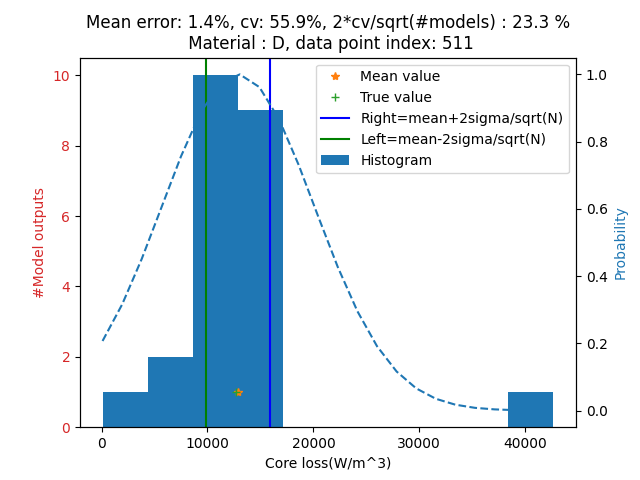 Mean error: 1.4%, cv: 55.9%, 2*cv/sqrt(#models) : 23.3 %
Material : D, data point index: 511
Mean value
True value
Right=mean+2sigma/sqrt(N)
Left=mean-2sigma/sqrt(N)
Histogram
#Model outputs
10
8
6
4
2
0
Probability
1.0
0.8
0.6
0.4
0.2
0.0
0
10000
20000
30000
40000
Core loss(W/m^3)